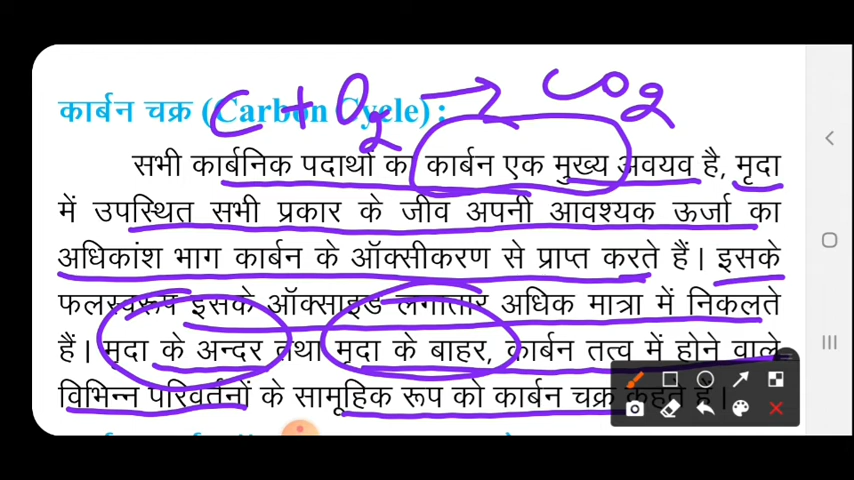 C + O2 → CO2
कार्बन चक्र (Carbon Cycle) :
सभी कार्बनिक पदार्थों का कार्बन एक मुख्य अवयव है, मृदा
में उपस्थित सभी प्रकार के जीव अपनी आवश्यक ऊर्जा का
अधिकांश भाग कार्बन के ऑक्सीकरण से प्राप्त करते हैं। इसके
फलस्वरूप इसके ऑक्साइड लगातार अधिक मात्रा में निकलते
हैं। मृदा के अन्दर तथा मृदा के बाहर, कार्बन तत्व में होने वाले
विभिन्न परिवर्तनों के सामूहिक रूप को कार्बन चक्र कहते हैं।